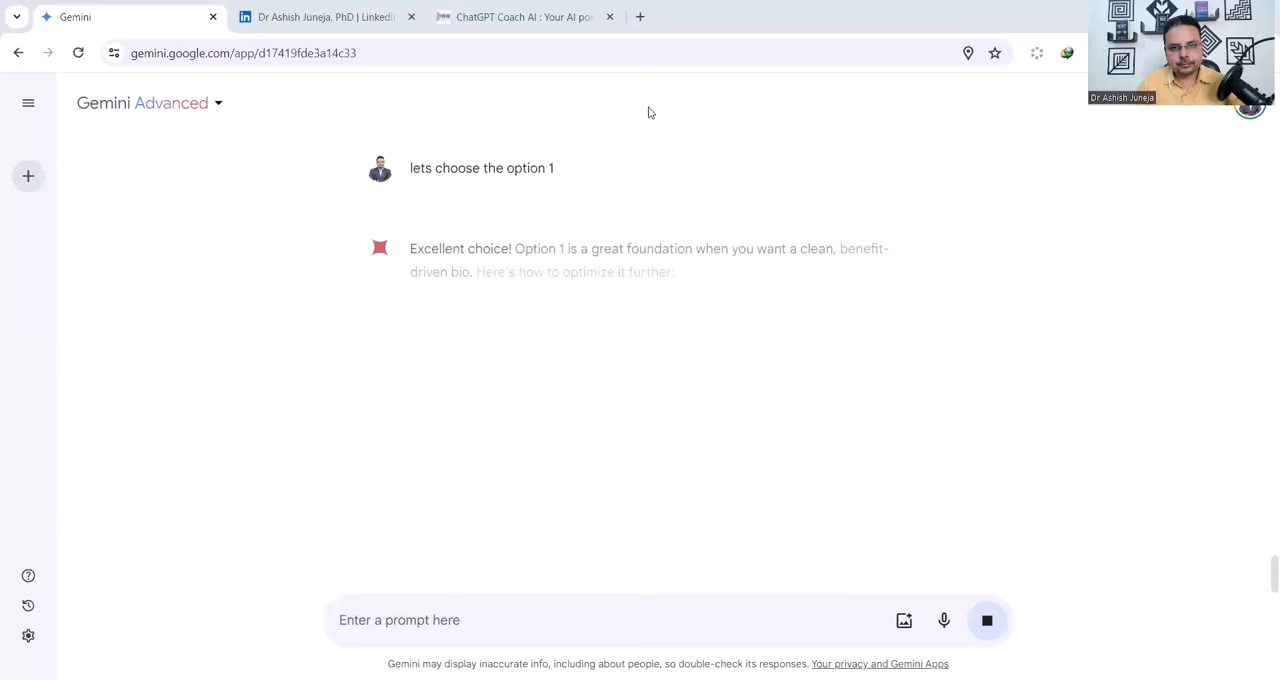 Gemini
Dr Ashish Juneja, PhD | LinkedI
ChatGPT Coach AI : Your AI po
gemini.google.com/app/d17419fde3a14c33
Dr Ashish Juneja
Gemini Advanced
lets choose the option 1
Excellent choice! Option 1 is a great foundation when you want a clean, benefit-
driven bio. Here's how to optimize it further:
Enter a prompt here
Gemini may display inaccurate info, including about people, so double-check its responses. Your privacy and Gemini Apps